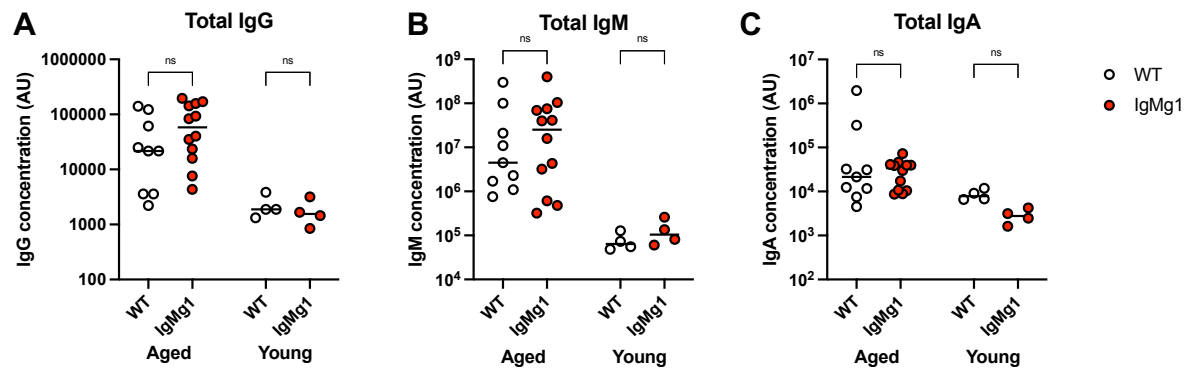 A
Total IgG
IgG concentration (AU)
1000000
100000
10000
1000
100
ns
ns
WT
IgMg1
WT
IgMg1
Aged
Young
B
Total IgM
IgM concentration (AU)
10⁹
10⁸
10⁷
10⁶
10⁵
10⁴
ns
ns
WT
IgMg1
WT
IgMg1
Aged
Young
C
Total IgA
IgA concentration (AU)
10⁷
10⁶
10⁵
10⁴
10³
10²
ns
ns
WT
IgMg1
WT
IgMg1
Aged
Young
WT
IgMg1